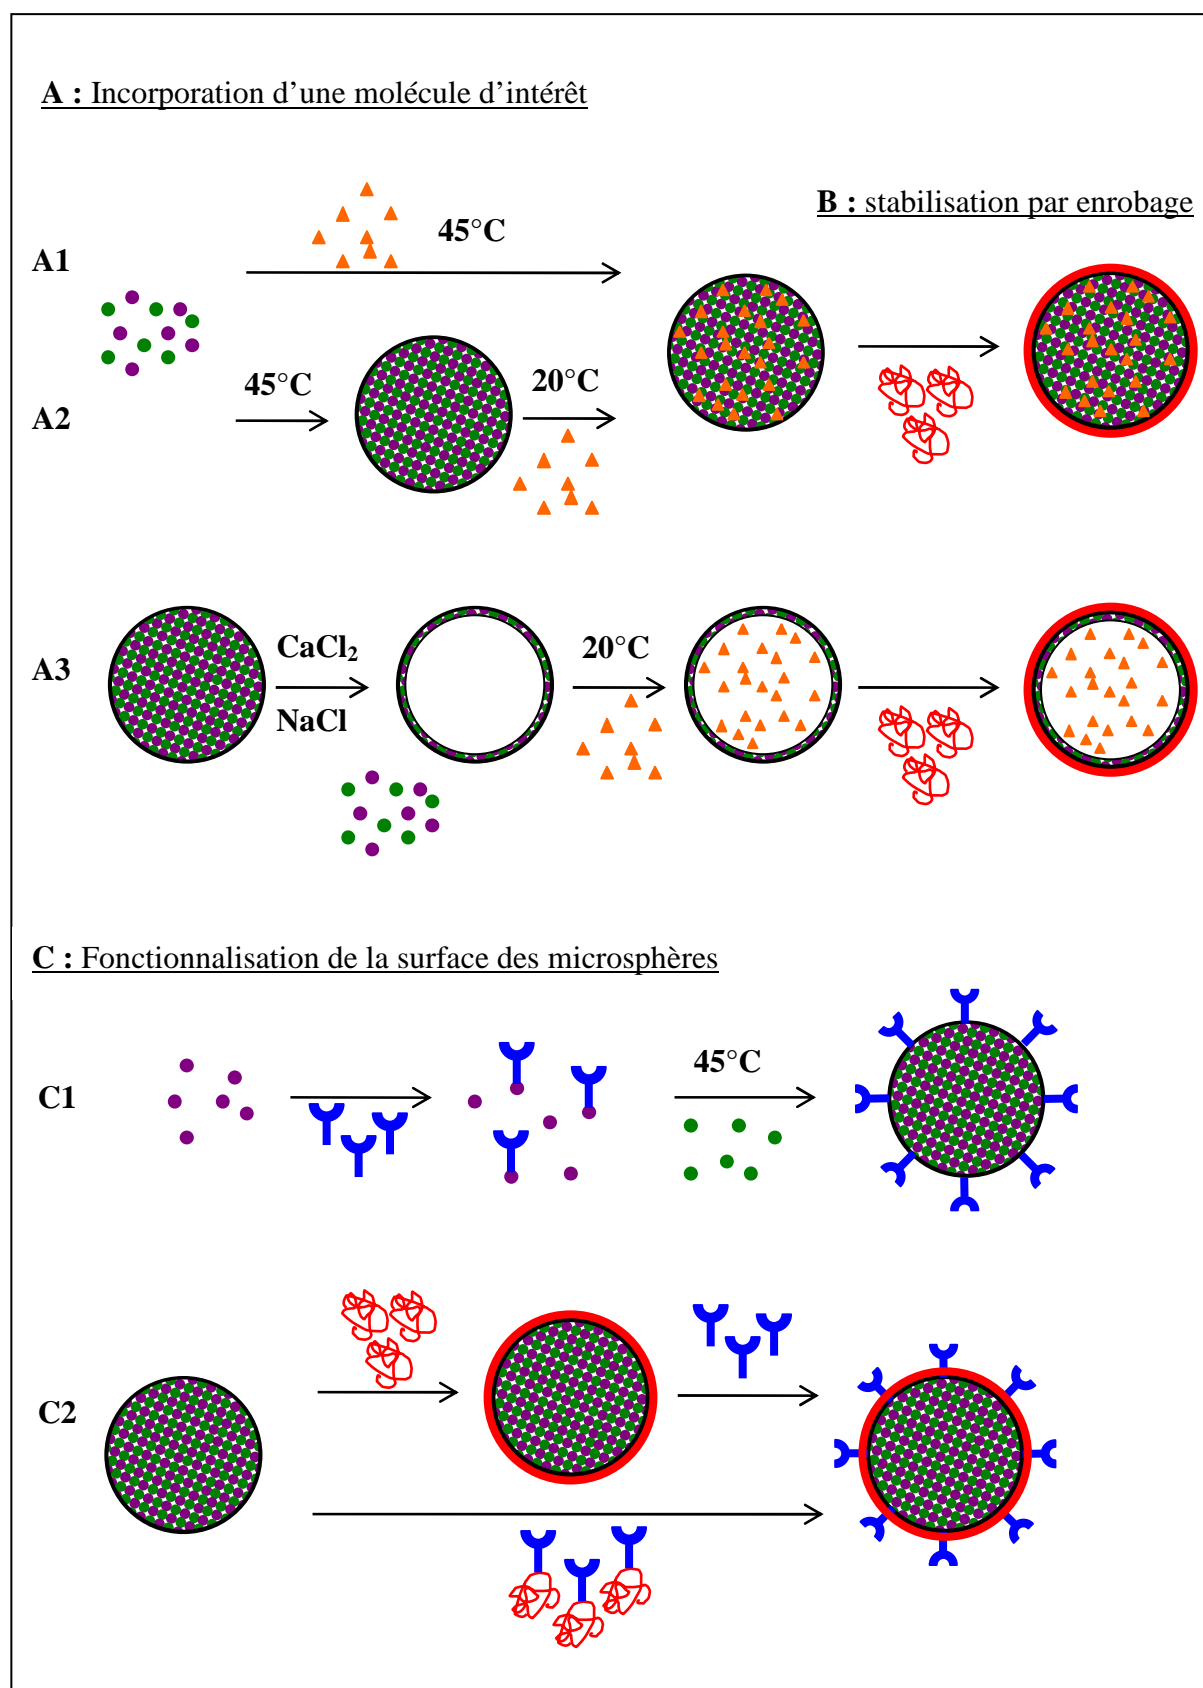 A : Incorporation d’une molécule d’intérêt
B : stabilisation par enrobage
A1
45°C
A2
45°C
20°C
A3
CaCl₂
NaCl
20°C
C : Fonctionnalisation de la surface des microsphères
C1
45°C
C2